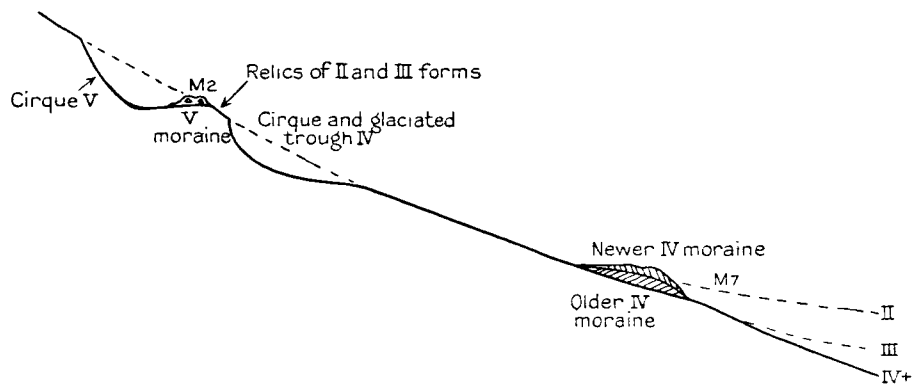 M2
Relics of II and III forms
Cirque V
V
moraine
Cirque and glaciated
trough IV
Newer IV moraine
M7
Older IV
moraine
II
III
IV+